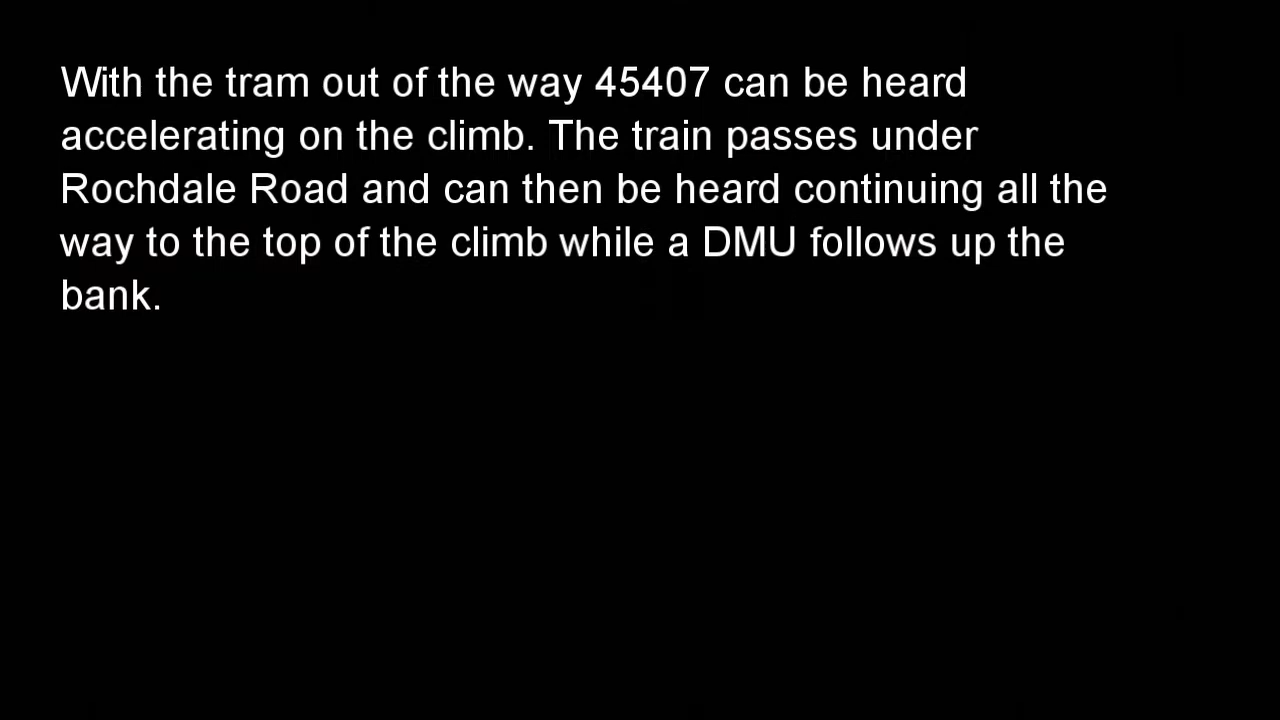 With the tram out of the way 45407 can be heard
accelerating on the climb. The train passes under
Rochdale Road and can then be heard continuing all the
way to the top of the climb while a DMU follows up the
bank.